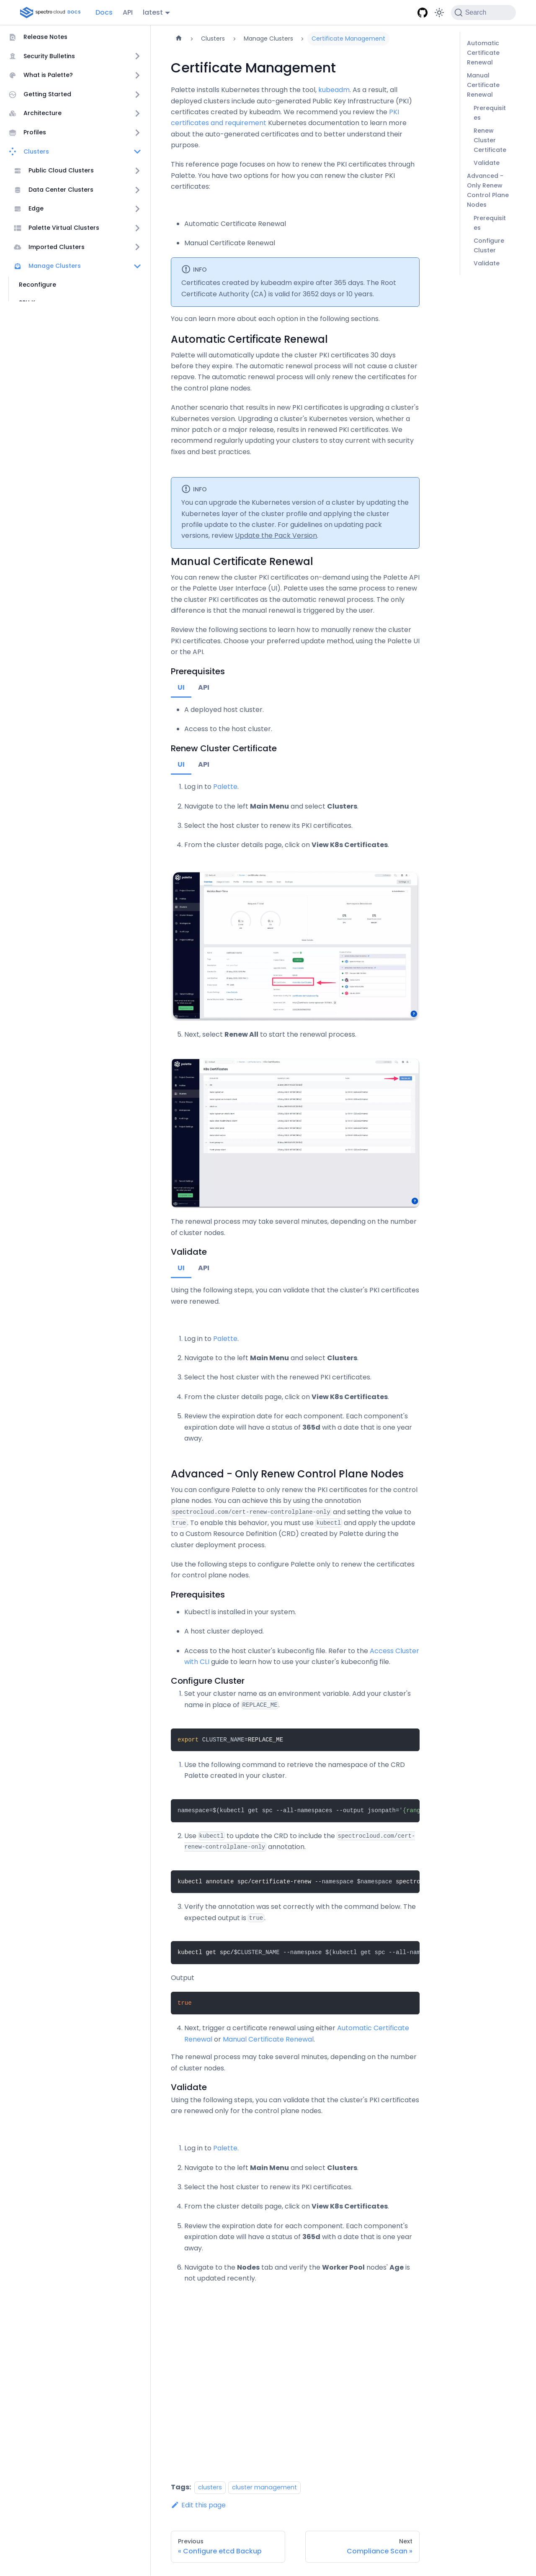 spectro cloud DOCS
Docs
API
latest
Search
Release Notes
Security Bulletins
What is Palette?
Getting Started
Architecture
Profiles
Clusters
Public Cloud Clusters
Data Center Clusters
Edge
Palette Virtual Clusters
Imported Clusters
Manage Clusters
Reconfigure
Clusters
Manage Clusters
Certificate Management
Certificate Management
Palette installs Kubernetes through the tool, kubeadm. As a result, all
deployed clusters include autogenerated Public Key Infrastructure (PKI)
certificates created by kubeadm. We recommend you review the PKI
certificates and requirement Kubernetes documentation to learn more
about the auto-generated certificates and to better understand their
purpose.
This reference page focuses on how to renew the PKI certificates through
Palette. You have two options for how you can renew the cluster PKI
certificates:
Automatic Certificate Renewal
Manual Certificate Renewal
INFO
Certificates created by kubeadm expire after 365 days. The Root
Certificate Authority (CA) is valid for 3652 days or 10 years.
You can learn more about each option in the following sections.
Automatic Certificate Renewal
Palette will automatically update the cluster PKI certificates 30 days
before they expire. The automatic renewal process will not cause a cluster
repave. The automatic renewal process will only renew the certificates for
the control plane nodes.
Another scenario that results in new PKI certificates is upgrading a cluster's
Kubernetes version. Upgrading a cluster's Kubernetes version, whether a
minor patch or a major release, results in renewed PKI certificates. We
recommend regularly updating your clusters to stay current with security
fixes and best practices.
INFO
You can upgrade the Kubernetes version of a cluster by updating the
Kubernetes layer of the cluster profile and applying the cluster
profile update to the cluster. For guidelines on updating pack
versions, review Update the Pack Version.
Manual Certificate Renewal
You can renew the cluster PKI certificates on-demand using the Palette API
or the Palette User Interface (UI). Palette uses the same process to renew
the cluster PKI certificates as the automatic renewal process. The only
difference is that the manual renewal is triggered by the user.
Review the following sections to learn how to manually renew the cluster
PKI certificates. Choose your preferred update method, using the Palette UI
or the API.
Prerequisites
UI
API
A deployed host cluster.
Access to the host cluster.
Renew Cluster Certificate
UI
API
1. Log in to Palette.
2. Navigate to the left Main Menu and select Clusters.
3. Select the host cluster to renew its PKI certificates.
4. From the cluster details page, click on View K8s Certificates.
5. Next, select Renew All to start the renewal process.
The renewal process may take several minutes, depending on the number
of cluster nodes.
Validate
UI
API
Using the following steps, you can validate that the cluster's PKI certificates
were renewed.
1. Log in to Palette.
2. Navigate to the left Main Menu and select Clusters.
3. Select the host cluster with the renewed PKI certificates.
4. From the cluster details page, click on View K8s Certificates.
5. Review the expiration date for each component. Each component's
expiration date will have a status of 365d with a date that is one year
away.
Advanced - Only Renew Control Plane Nodes
You can configure Palette to only renew the PKI certificates for the control
plane nodes. You can achieve this by using the annotation
spectrocloud.com/cert-renew-controlplane-only and setting the value to
true. To enable this behavior, you must use kubectl and apply the update
to a Custom Resource Definition (CRD) created by Palette during the
cluster deployment process.
Use the following steps to configure Palette only to renew the certificates
for control plane nodes.
Prerequisites
Kubectl is installed in your system.
A host cluster deployed.
Access to the host cluster's kubeconfig file. Refer to the Access Cluster
with CLI guide to learn how to use your cluster's kubeconfig file.
Configure Cluster
1. Set your cluster name as an environment variable. Add your cluster's
name in place of REPLACE_ME.
export CLUSTER_NAME=REPLACE_ME
1. Use the following command to retrieve the namespace of the CRD
Palette created in your cluster.
namespace=$(kubectl get spc --all-namespaces --output jsonpath='{rang
2. Use kubectl to update the CRD to include the spectrocloud.com/cert-
renew-controlplane-only annotation.
kubectl annotate spc/certificate-renew --namespace $namespace spectro
3. Verify the annotation was set correctly with the command below. The
expected output is true.
kubectl get spc/$CLUSTER_NAME --namespace $(kubectl get spc --all-nam
Output
true
4. Next, trigger a certificate renewal using either Automatic Certificate
Renewal or Manual Certificate Renewal.
The renewal process may take several minutes, depending on the number
of cluster nodes.
Validate
Using the following steps, you can validate that the cluster's PKI certificates
are renewed only for the control plane nodes.
1. Log in to Palette.
2. Navigate to the left Main Menu and select Clusters.
3. Select the host cluster to renew its PKI certificates.
4. From the cluster details page, click on View K8s Certificates.
5. Review the expiration date for each component. Each component's
expiration date will have a status of 365d with a date that is one year
away.
6. Navigate to the Nodes tab and verify the Worker Pool nodes' Age is
not updated recently.
Tags: clusters cluster management
Edit this page
Previous
« Configure etcd Backup
Next
Compliance Scan »
Automatic
Certificate
Renewal
Manual
Certificate
Renewal
Prerequisit
es
Renew
Cluster
Certificate
Validate
Advanced -
Only Renew
Control Plane
Nodes
Prerequisit
es
Configure
Cluster
Validate